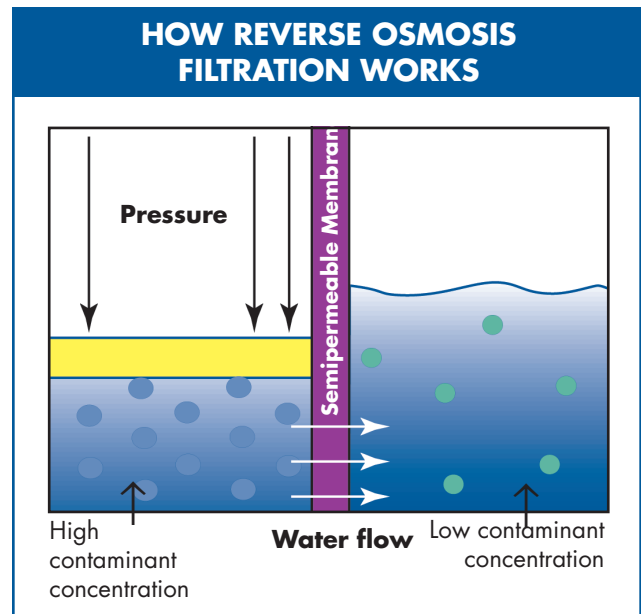 HOW REVERSE OSMOSIS
FILTRATION WORKS
Pressure
Semipermeable Membran
High
contaminant
concentration
Water flow
Low contaminant
concentration